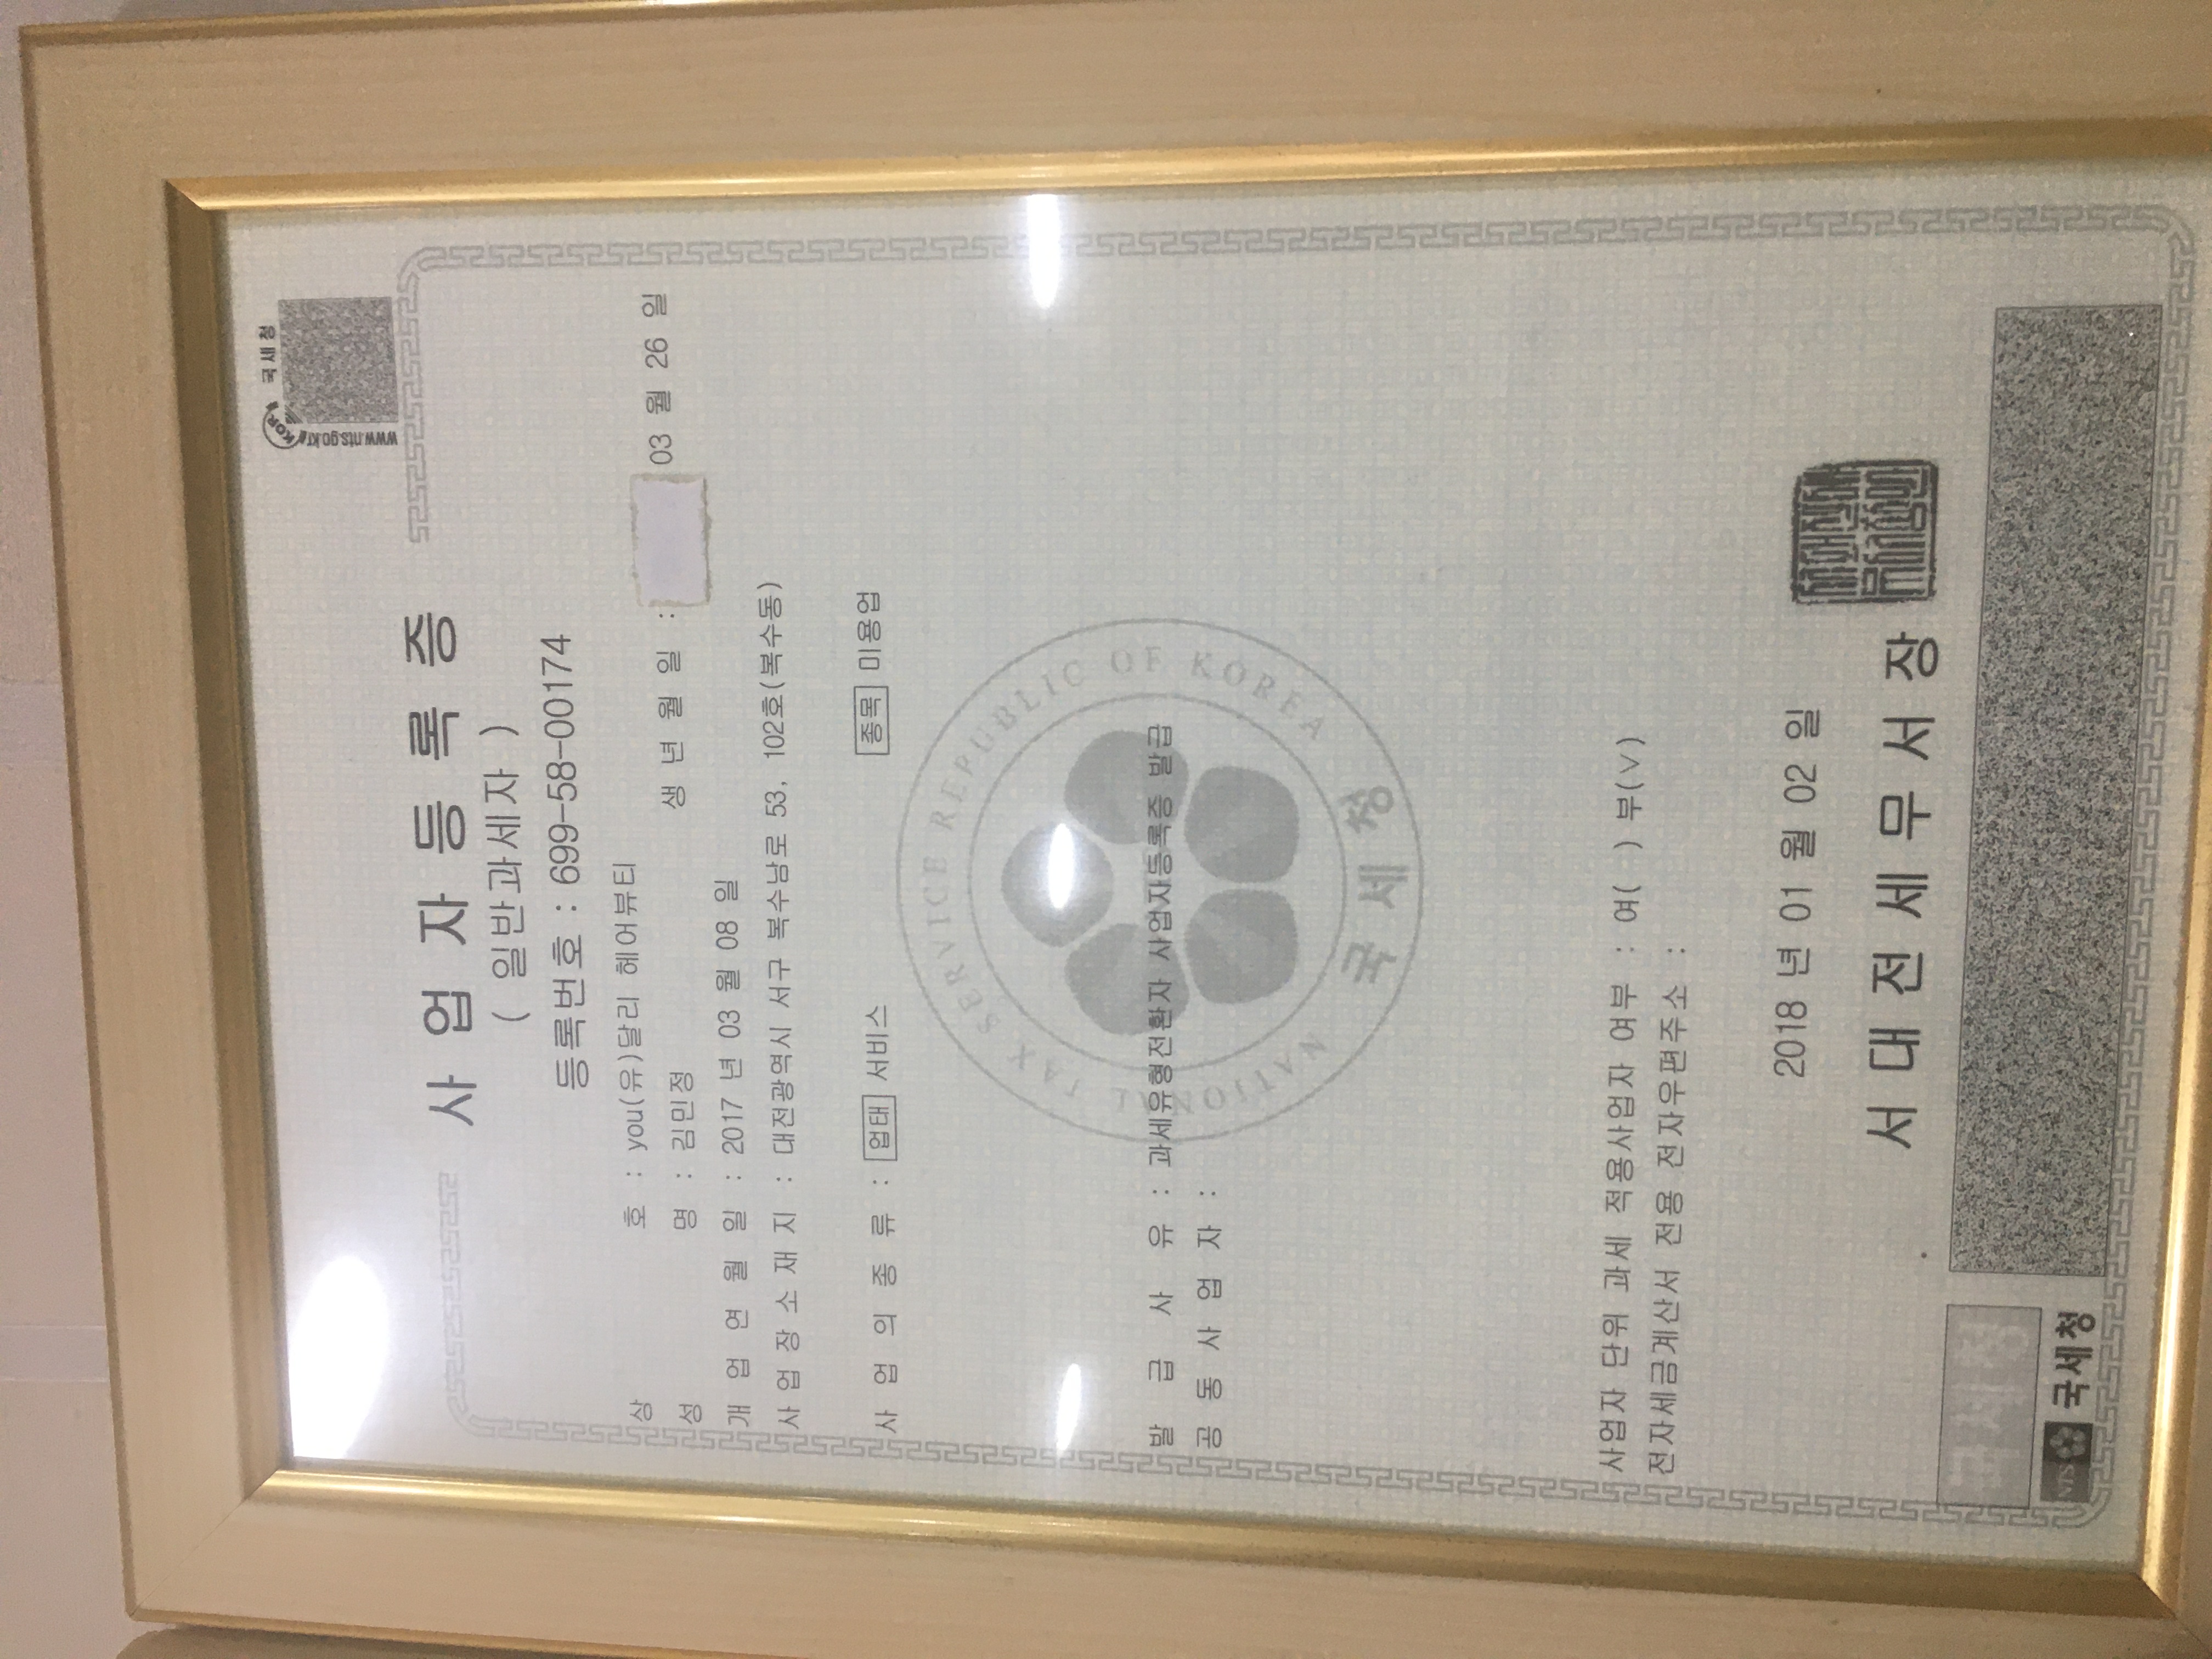 국세청
www.nts.go.kr
사업자등록증
( 일반과세자 )
등록번호 : 699-58-00174
상 호 : you(유)달리 헤어뷰티
성 명 : 김민정 생 년 월 일 : 03 월 26 일
개 업 연 월 일 : 2017 년 03 월 08 일
사 업 장 소 재 지 : 대전광역시 서구 복수남로 53, 102호(복수동)
사 업 의 종 류 : 업태 서비스 종목 미용업
NATIONAL TAX SERVICE REPUBLIC OF KOREA
국세청
발 급 사 유 : 과세유형전환자 사업자등록증 발급
공 동 사 업 자 :
사업자 단위 과세 적용사업자 여부 : 여( ) 부(V)
전자세금계산서 전용 전자우편주소 :
2018 년 01 월 02 일
서대전세무서장
NTS 국세청